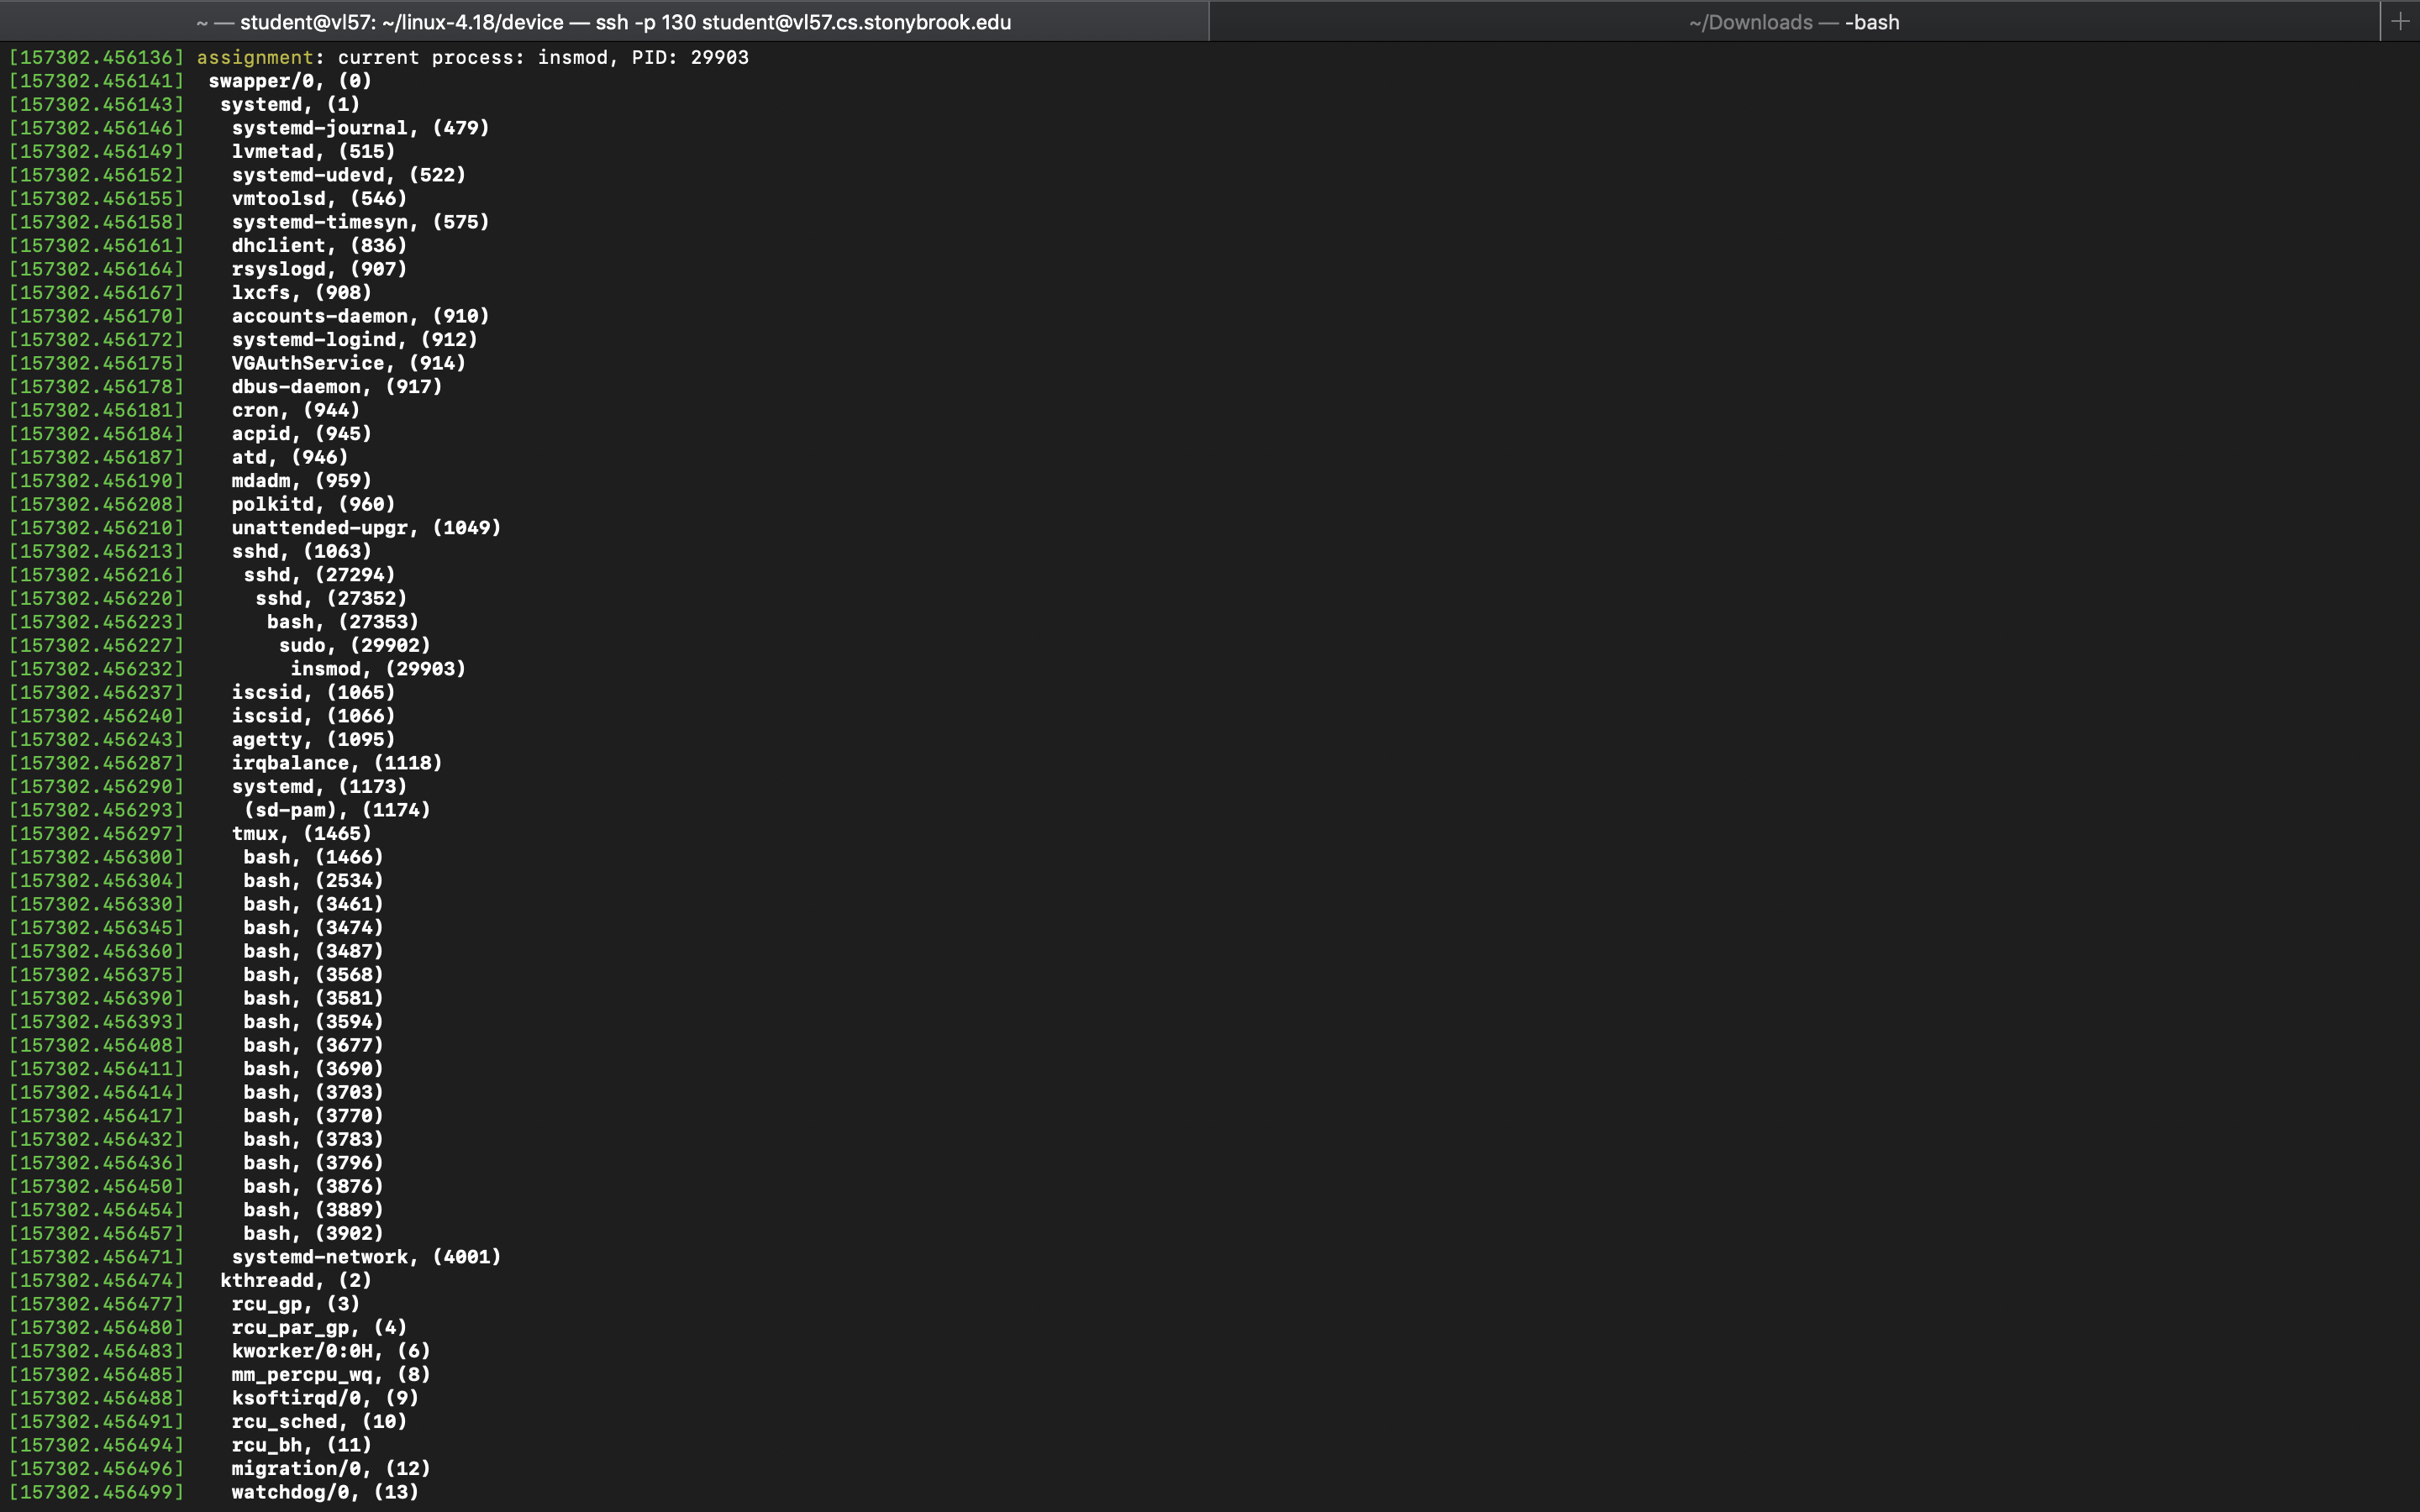 ~ — student@vl57: ~/linux-4.18/device — ssh -p 130 student@vl57.cs.stonybrook.edu
~/Downloads — -bash
+
[157302.456136] assignment: current process: insmod, PID: 29903
[157302.456141]  swapper/0, (0)
[157302.456143]   systemd, (1)
[157302.456146]    systemd-journal, (479)
[157302.456149]    lvmetad, (515)
[157302.456152]    systemd-udevd, (522)
[157302.456155]    vmtoolsd, (546)
[157302.456158]    systemd-timesyn, (575)
[157302.456161]    dhclient, (836)
[157302.456164]    rsyslogd, (907)
[157302.456167]    lxcfs, (908)
[157302.456170]    accounts-daemon, (910)
[157302.456172]    systemd-logind, (912)
[157302.456175]    VGAuthService, (914)
[157302.456178]    dbus-daemon, (917)
[157302.456181]    cron, (944)
[157302.456184]    acpid, (945)
[157302.456187]    atd, (946)
[157302.456190]    mdadm, (959)
[157302.456208]    polkitd, (960)
[157302.456210]    unattended-upgr, (1049)
[157302.456213]    sshd, (1063)
[157302.456216]     sshd, (27294)
[157302.456220]      sshd, (27352)
[157302.456223]       bash, (27353)
[157302.456227]        sudo, (29902)
[157302.456232]         insmod, (29903)
[157302.456237]    iscsid, (1065)
[157302.456240]    iscsid, (1066)
[157302.456243]    agetty, (1095)
[157302.456287]    irqbalance, (1118)
[157302.456290]    systemd, (1173)
[157302.456293]     (sd-pam), (1174)
[157302.456297]    tmux, (1465)
[157302.456300]     bash, (1466)
[157302.456304]     bash, (2534)
[157302.456330]     bash, (3461)
[157302.456345]     bash, (3474)
[157302.456360]     bash, (3487)
[157302.456375]     bash, (3568)
[157302.456390]     bash, (3581)
[157302.456393]     bash, (3594)
[157302.456408]     bash, (3677)
[157302.456411]     bash, (3690)
[157302.456414]     bash, (3703)
[157302.456417]     bash, (3770)
[157302.456432]     bash, (3783)
[157302.456436]     bash, (3796)
[157302.456450]     bash, (3876)
[157302.456454]     bash, (3889)
[157302.456457]     bash, (3902)
[157302.456471]    systemd-network, (4001)
[157302.456474]   kthreadd, (2)
[157302.456477]    rcu_gp, (3)
[157302.456480]    rcu_par_gp, (4)
[157302.456483]    kworker/0:0H, (6)
[157302.456485]    mm_percpu_wq, (8)
[157302.456488]    ksoftirqd/0, (9)
[157302.456491]    rcu_sched, (10)
[157302.456494]    rcu_bh, (11)
[157302.456496]    migration/0, (12)
[157302.456499]    watchdog/0, (13)